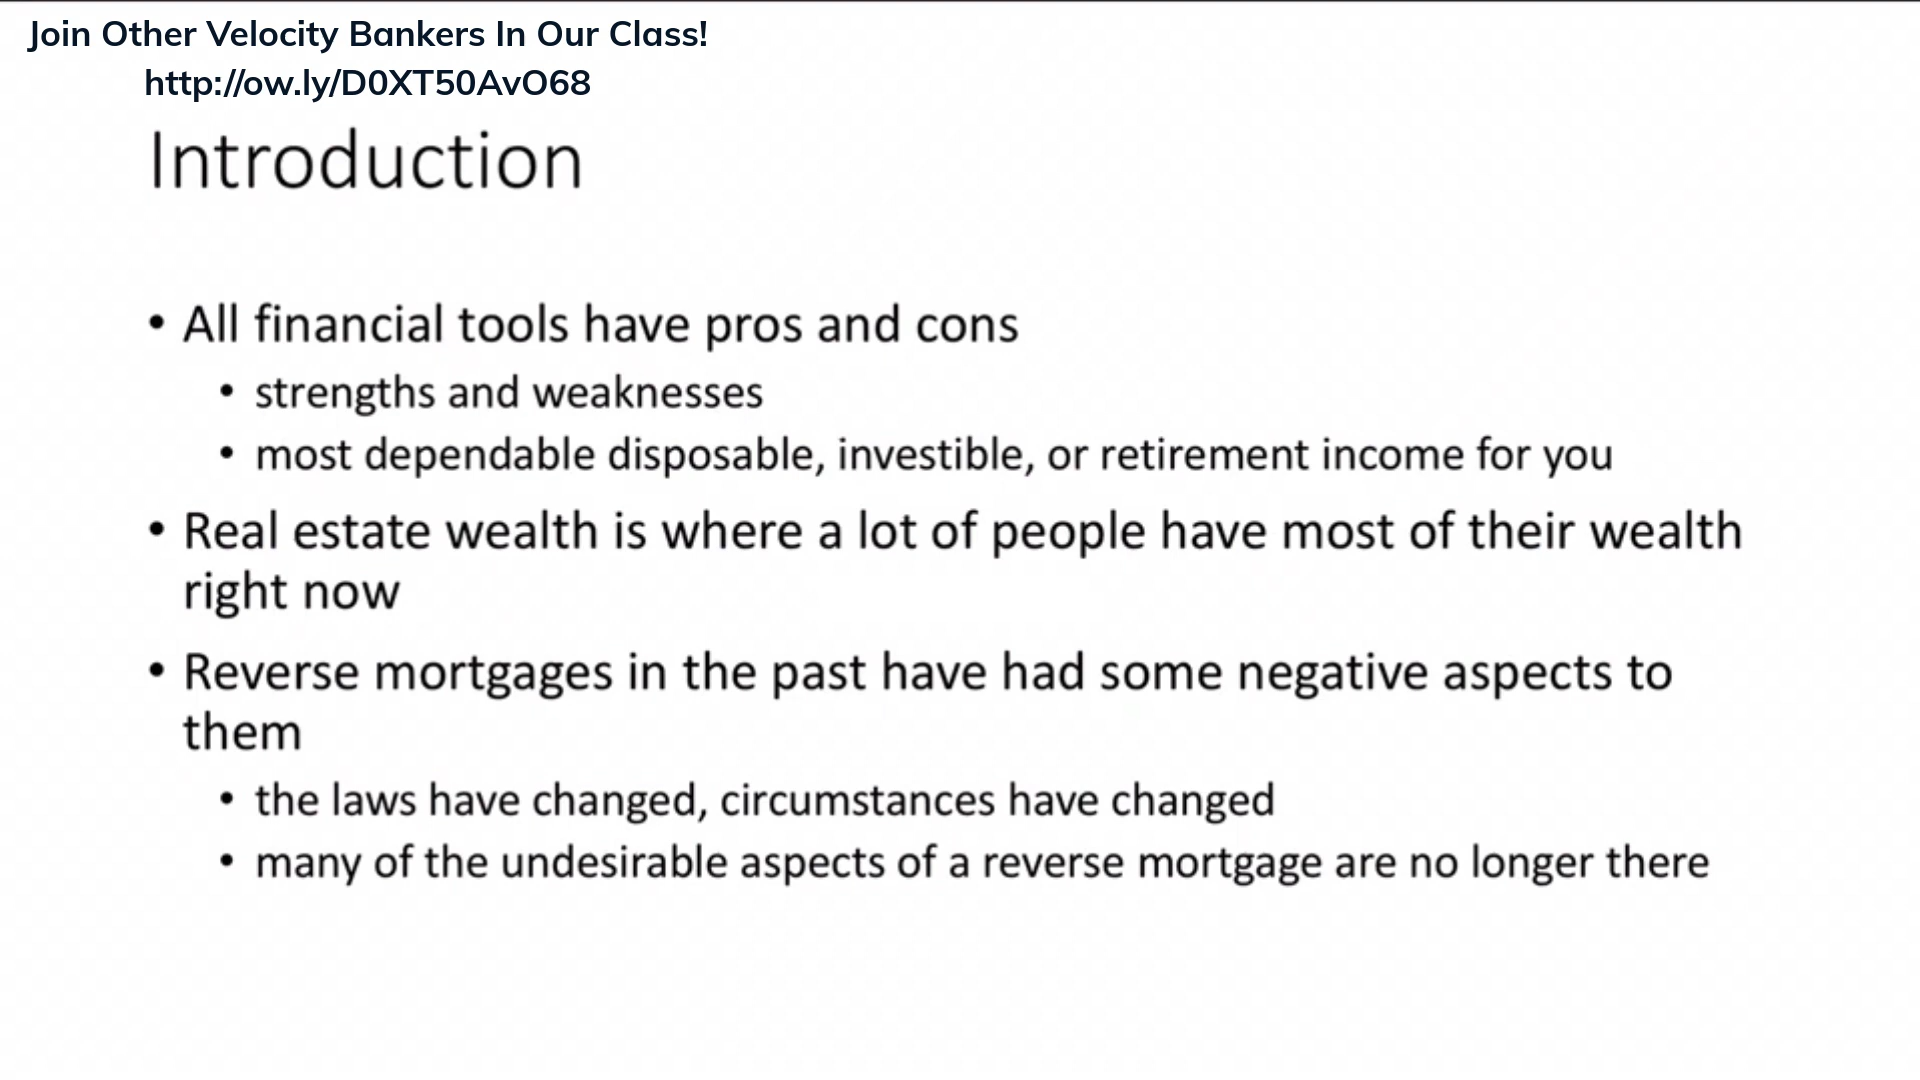 Join Other Velocity Bankers In Our Class!
http://ow.ly/D0XT50AvO68
Introduction
• All financial tools have pros and cons
• strengths and weaknesses
• most dependable disposable, investible, or retirement income for you
• Real estate wealth is where a lot of people have most of their wealth
right now
• Reverse mortgages in the past have had some negative aspects to
them
• the laws have changed, circumstances have changed
• many of the undesirable aspects of a reverse mortgage are no longer there